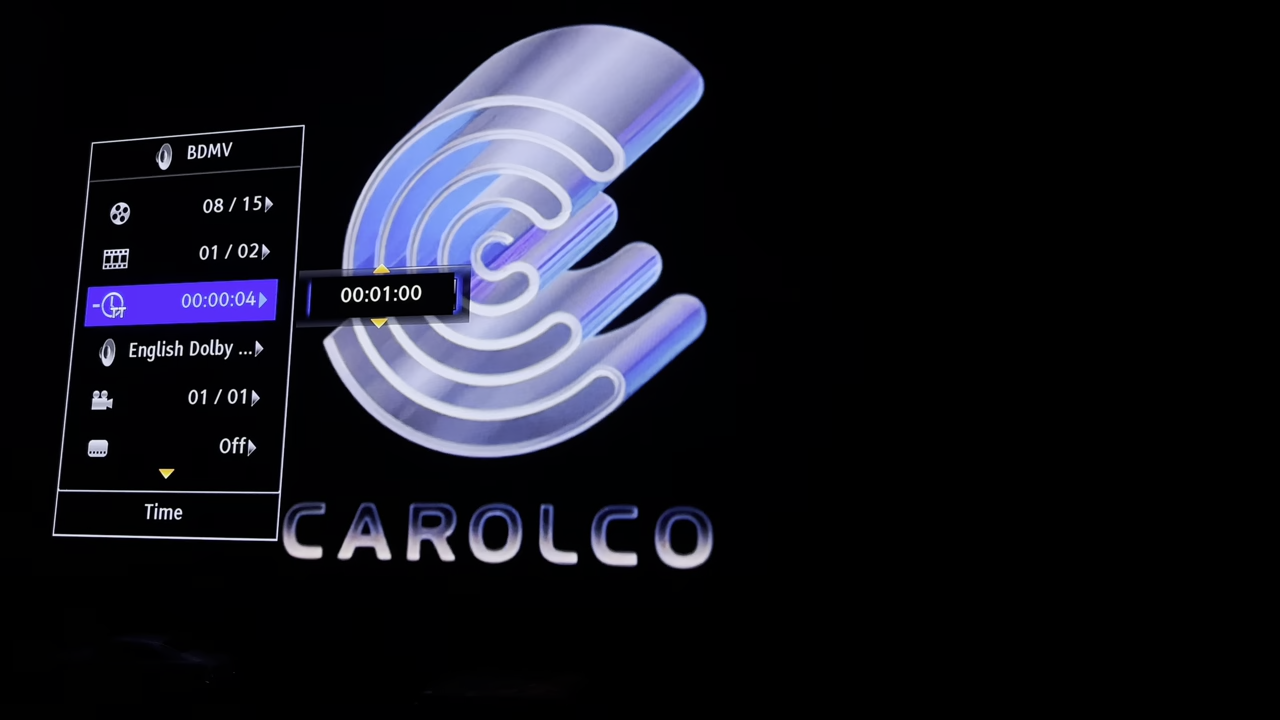 BDMV
08 / 15
01 / 02
00:00:04
00:01:00
English Dolby ...
01 / 01
Off
Time
CAROLCO